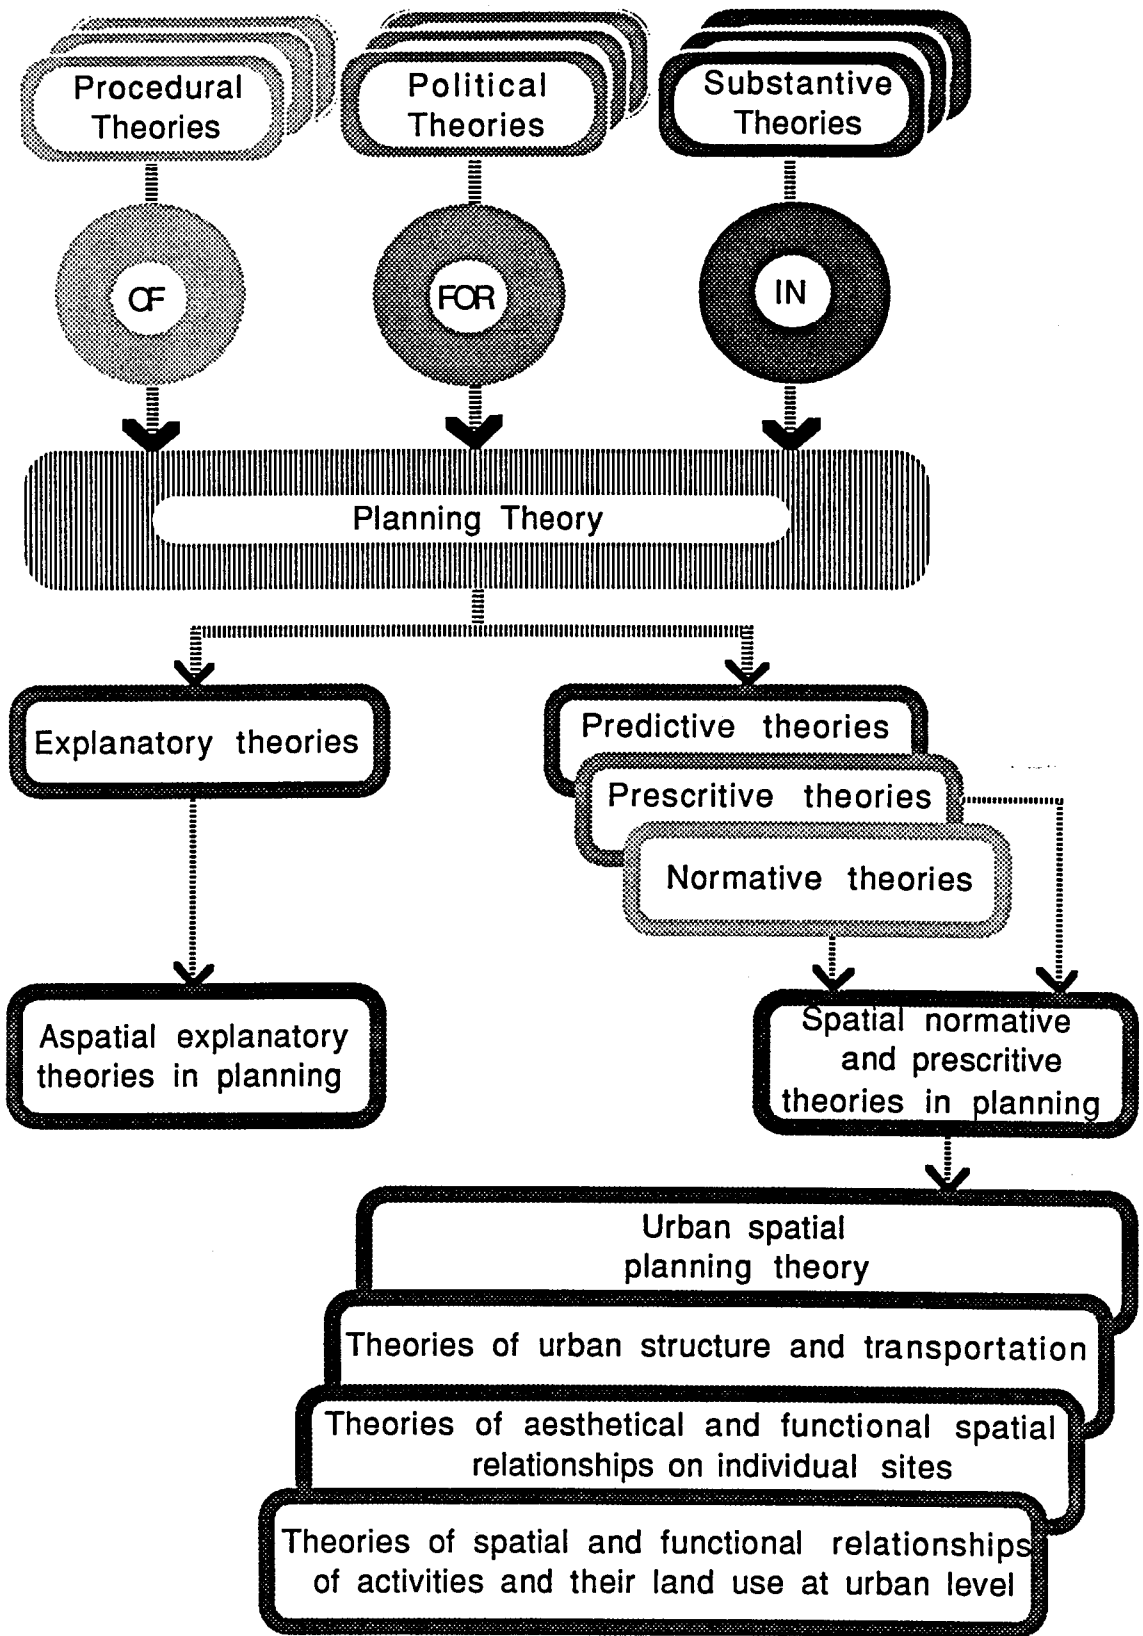 Procedural
Theories
Political
Theories
Substantive
Theories
OF
FOR
IN
Planning Theory
Explanatory theories
Predictive theories
Prescritive theories
Normative theories
Aspatial explanatory
theories in planning
Spatial normative
and prescritive
theories in planning
Urban spatial
planning theory
Theories of urban structure and transportation
Theories of aesthetical and functional spatial
relationships on individual sites
Theories of spatial and functional relationships
of activities and their land use at urban level